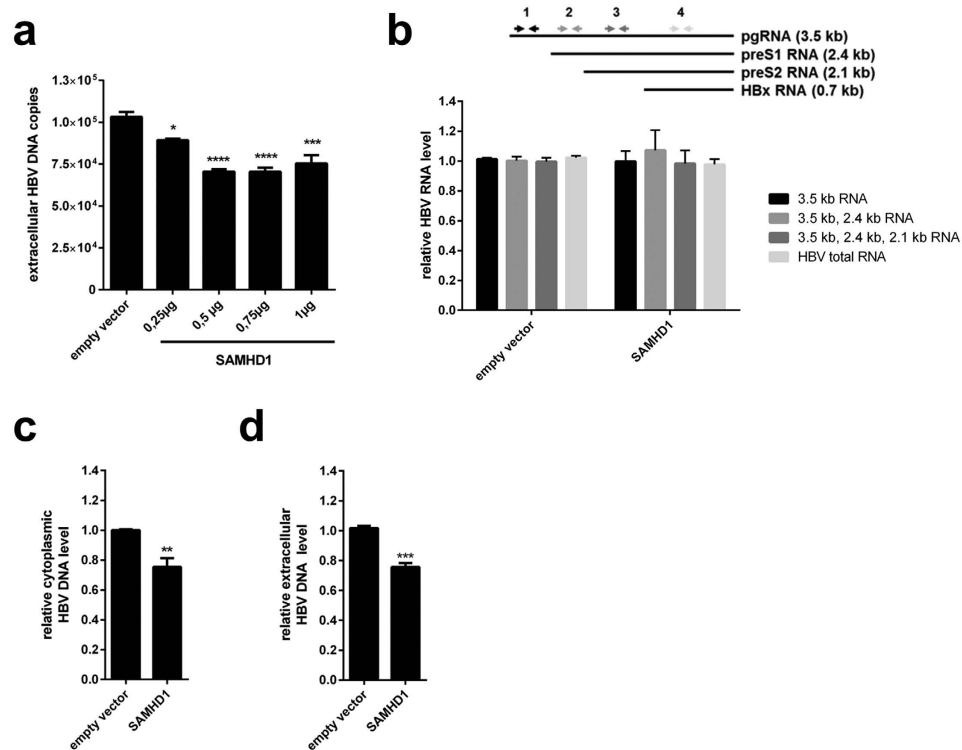 a
extracellular HBV DNA copies
1.3×10⁵
1.0×10⁵
7.5×10⁴
5.0×10⁴
2.5×10⁴
0
*
****
****
***
empty vector
0,25µg
0,5 µg
0,75µg
1µg
SAMHD1
b
1 2 3 4
pgRNA (3.5 kb)
preS1 RNA (2.4 kb)
preS2 RNA (2.1 kb)
HBx RNA (0.7 kb)
relative HBV RNA level
1.4
1.2
1.0
0.8
0.6
0.4
0.2
0.0
empty vector
SAMHD1
3.5 kb RNA
3.5 kb, 2.4 kb RNA
3.5 kb, 2.4 kb, 2.1 kb RNA
HBV total RNA
c
relative cytoplasmic
HBV DNA level
1.4
1.2
1.0
0.8
0.6
0.4
0.2
0.0
**
empty vector
SAMHD1
d
relative extracellular
HBV DNA level
1.4
1.2
1.0
0.8
0.6
0.4
0.2
0.0
***
empty vector
SAMHD1